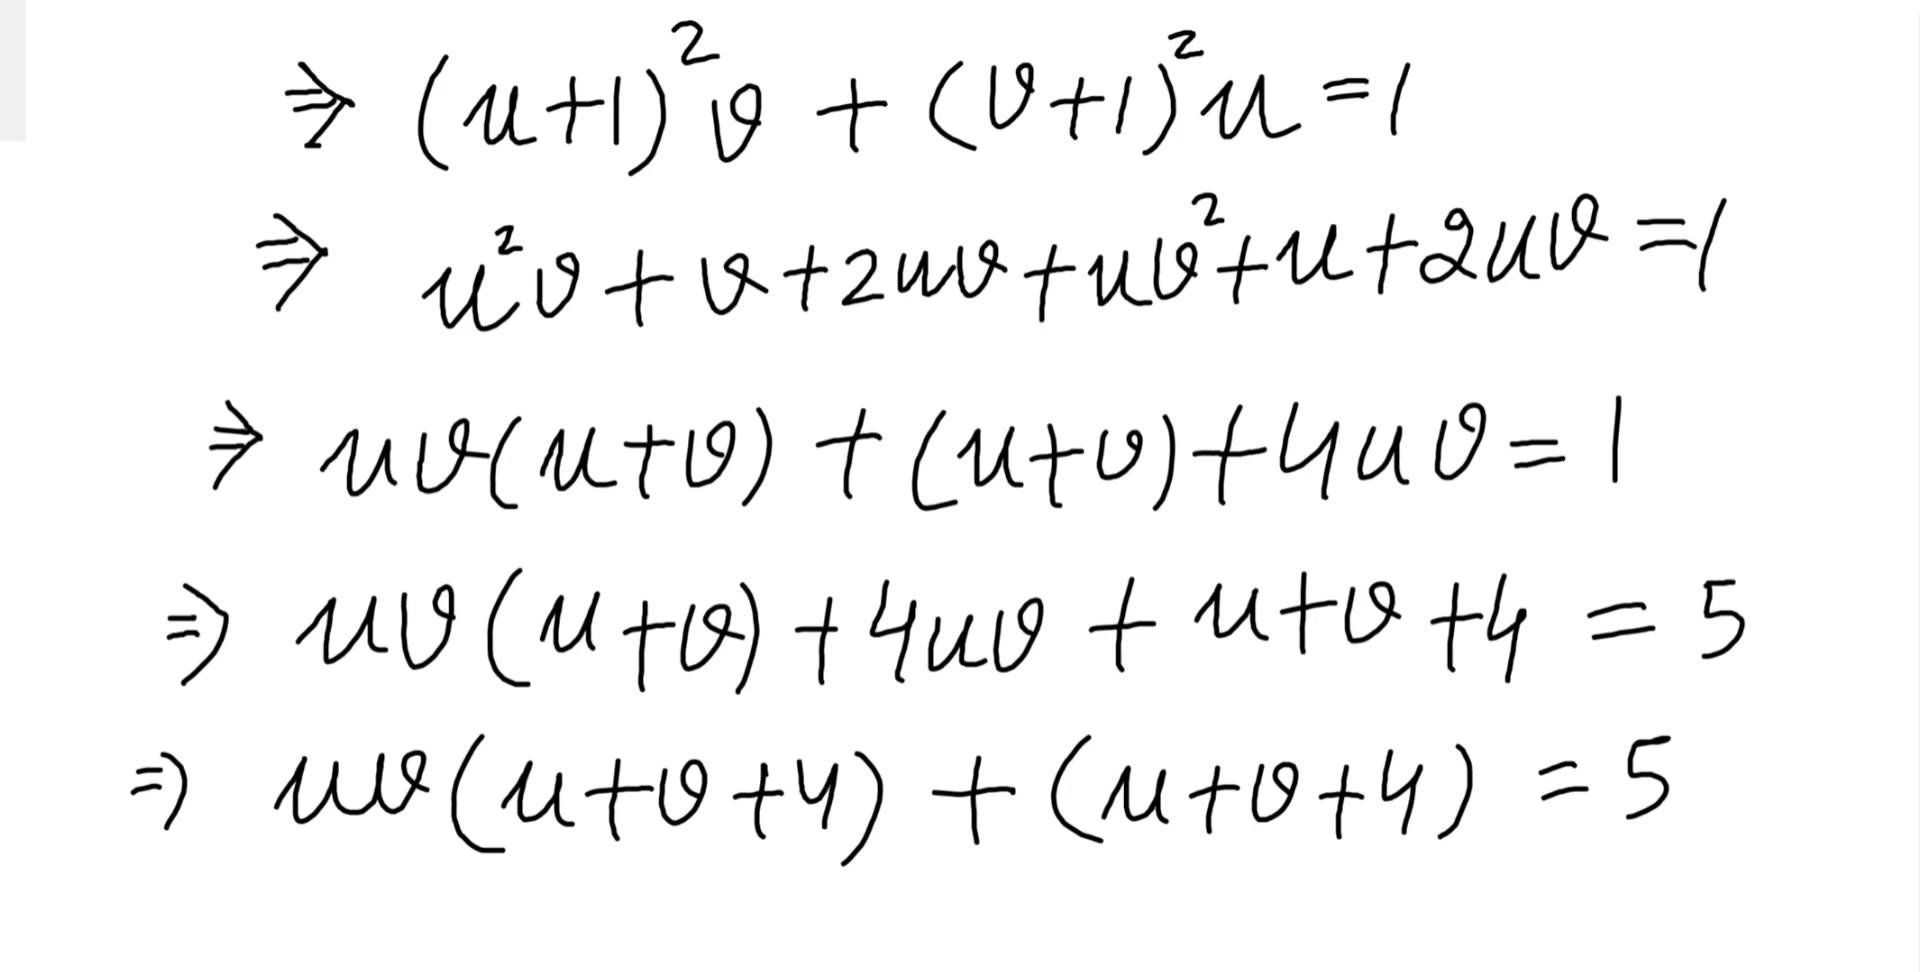 ⇒ (u+1)²v + (v+1)²u = 1
⇒ u²v + v + 2uv + uv² + u + 2uv = 1
⇒ uv(u+v) + (u+v) + 4uv = 1
⇒ uv(u+v) + 4uv + u+v+4 = 5
⇒ uv(u+v+4) + (u+v+4) = 5